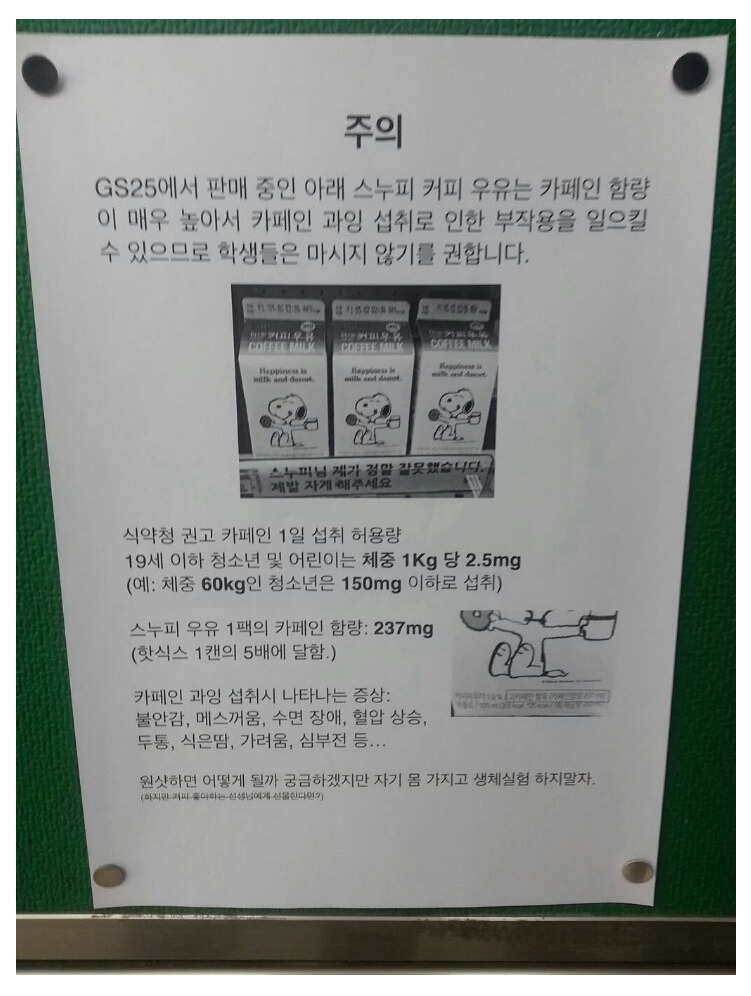 주의
GS25에서 판매 중인 아래 스누피 커피 우유는 카페인 함량
이 매우 높아서 카페인 과잉 섭취로 인한 부작용을 일으킬
수 있으므로 학생들은 마시지 않기를 권합니다.
커피우유 커피우유 커피우유
COFFEE MILK COFFEE MILK COFFEE MILK
Happiness is Happiness is Happiness is
milk and donut. milk and donut. milk and donut.
스누피님 제가 정말 잘못했습니다.
제발 자게 해주세요
식약청 권고 카페인 1일 섭취 허용량
19세 이하 청소년 및 어린이는 체중 1Kg 당 2.5mg
(예: 체중 60kg인 청소년은 150mg 이하로 섭취)
스누피 우유 1팩의 카페인 함량: 237mg
(핫식스 1캔의 5배에 달함.)
카페인 과잉 섭취시 나타나는 증상:
불안감, 메스꺼움, 수면 장애, 혈압 상승,
두통, 식은땀, 가려움, 심부전 등...
원샷하면 어떻게 될까 궁금하겠지만 자기 몸 가지고 생체실험 하지말자.
(하지만 커피 좋아하는 선생님에게 선물한다면?)